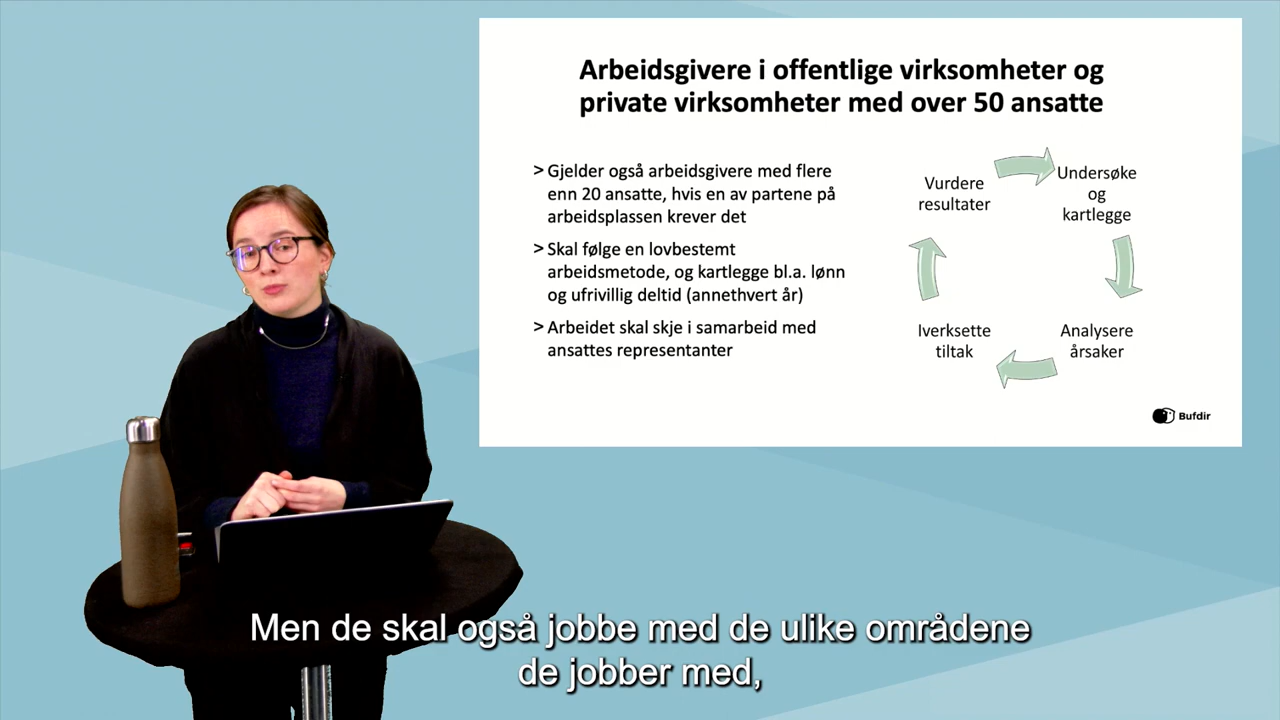 Arbeidsgivere i offentlige virksomheter og
private virksomheter med over 50 ansatte
> Gjelder også arbeidsgivere med flere
enn 20 ansatte, hvis en av partene på
arbeidsplassen krever det
> Skal følge en lovbestemt
arbeidsmetode, og kartlegge bl.a. lønn
og ufrivillig deltid (annethvert år)
> Arbeidet skal skje i samarbeid med
ansattes representanter
Undersøke
og
kartlegge
Analysere
årsaker
Iverksette
tiltak
Vurdere
resultater
Bufdir
Men de skal også jobbe med de ulike områdene
de jobber med,